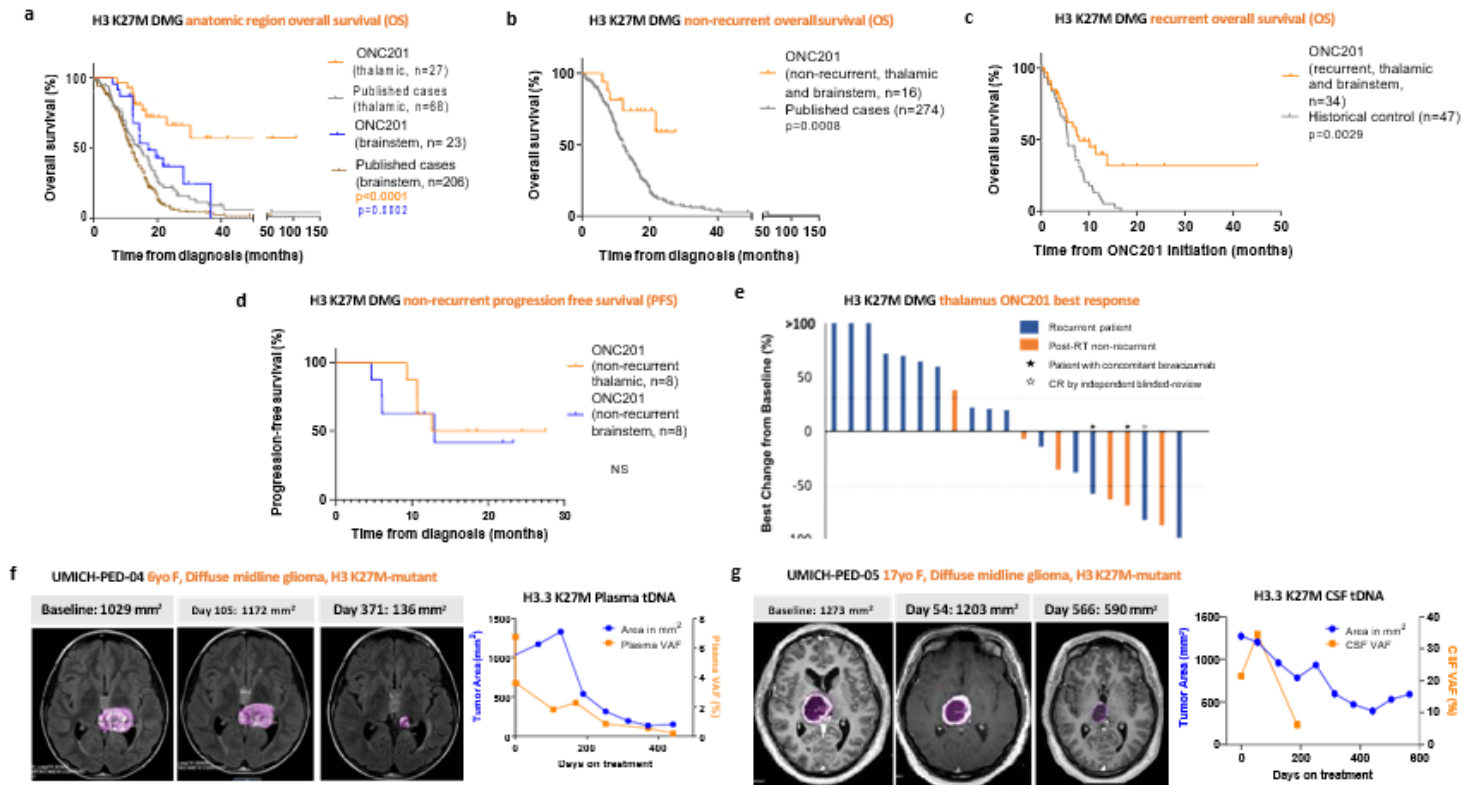 a
H3 K27M DMG anatomic region overall survival (OS)
Overall survival (%)
100
50
0
0
20
40
50 100 150
Time from diagnosis (months)
ONC201
(thalamic, n=27)
Published cases
(thalamic, n=68)
ONC201
(brainstem, n= 23)
Published cases
(brainstem, n=206)
p<0.0001
p=0.0002
b
H3 K27M DMG non-recurrent overall survival (OS)
Overall survival (%)
100
50
0
0
10
20
30
40
50
50
100
150
Time from diagnosis (months)
ONC201
(non-recurrent, thalamic
and brainstem, n=16)
Published cases (n=274)
p=0.0008
c
H3 K27M DMG recurrent overall survival (OS)
Overall survival (%)
100
50
0
0
10
20
30
40
50
Time from ONC201 initiation (months)
ONC201
(recurrent, thalamic
and brainstem,
n=34)
Historical control (n=47)
p=0.0029
d
H3 K27M DMG non-recurrent progression free survival (PFS)
Progression-free survival (%)
100
50
0
0
10
20
30
Time from diagnosis (months)
ONC201
(non-recurrent
thalamic, n=8)
ONC201
(non-recurrent
brainstem, n=8)
NS
e
H3 K27M DMG thalamus ONC201 best response
Best Change from Baseline (%)
>100
50
0
-50
-100
Recurrent patient
Post-RT non-recurrent
Patient with concomitant bevacizumab
CR by independent blinded-review
f
UMICH-PED-04 6yo F, Diffuse midline glioma, H3 K27M-mutant
Baseline: 1029 mm²
Day 105: 1172 mm²
Day 371: 136 mm²
H3.3 K27M Plasma tDNA
Tumor Area (mm²)
1500
1000
500
0
Area in mm²
Plasma VAF
8
6
4
2
0
Plasma VAF (%)
0
200
400
Days on treatment
g
UMICH-PED-05 17yo F, Diffuse midline glioma, H3 K27M-mutant
Baseline: 1273 mm²
Day 54: 1203 mm²
Day 566: 590 mm²
H3.3 K27M CSF tDNA
Tumor Area (mm²)
1500
1000
600
0
Area in mm²
CSF VAF
40
30
20
10
0
CSF VAF (%)
0
200
400
600
Days on treatment